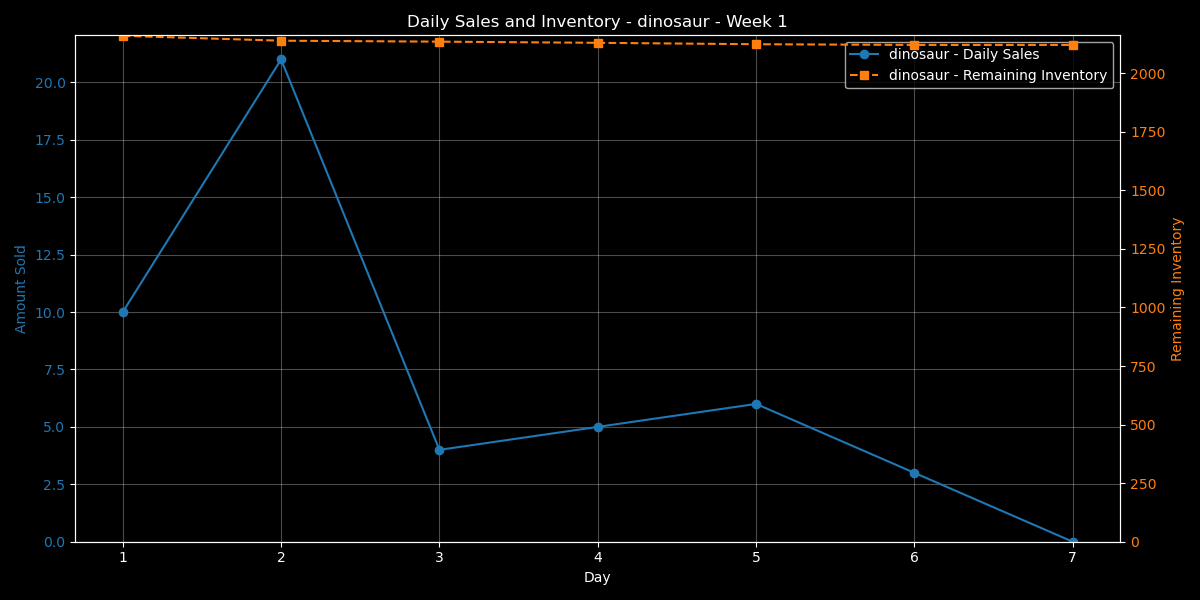 Daily Sales and Inventory - dinosaur - Week 1
dinosaur - Daily Sales
dinosaur - Remaining Inventory
Amount Sold
20.0
17.5
15.0
12.5
10.0
7.5
5.0
2.5
0.0
Remaining Inventory
2000
1750
1500
1250
1000
750
500
250
0
1 2 3 4 5 6 7
Day